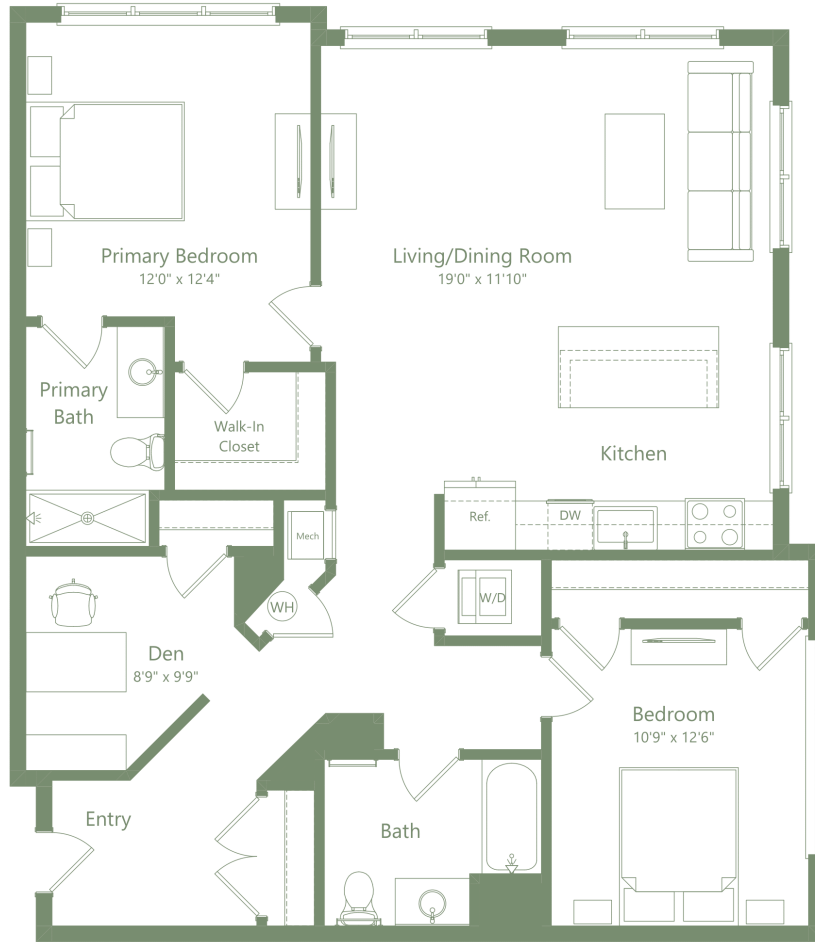 Primary Bedroom
12'0" x 12'4"
Living/Dining Room
19'0" x 11'10"
Primary
Bath
Walk-In
Closet
Kitchen
Ref.
DW
Mech
WH
W/D
Den
8'9" x 9'9"
Bedroom
10'9" x 12'6"
Entry
Bath